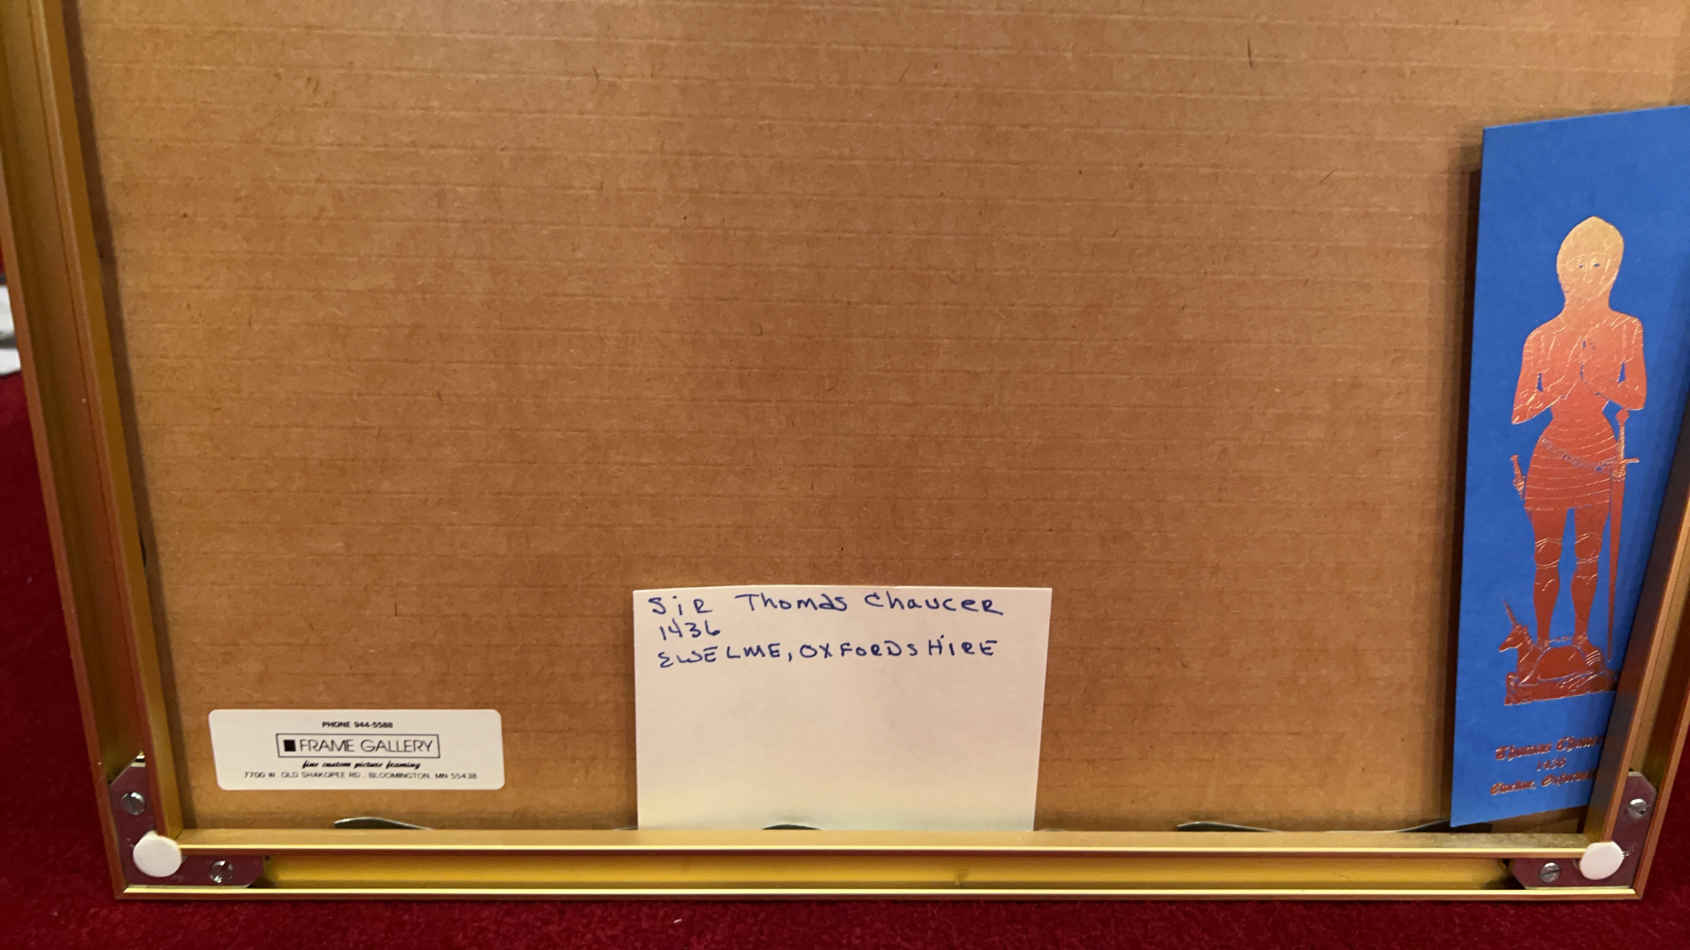 SiR Thomas Chaucer
1436
EWELME, OXFORDSHiRE
PHONE 944-5588
FRAME GALLERY
fine custom picture framing
7700 W. OLD SHAKOPEE RD., BLOOMINGTON, MN 55438
Thomas